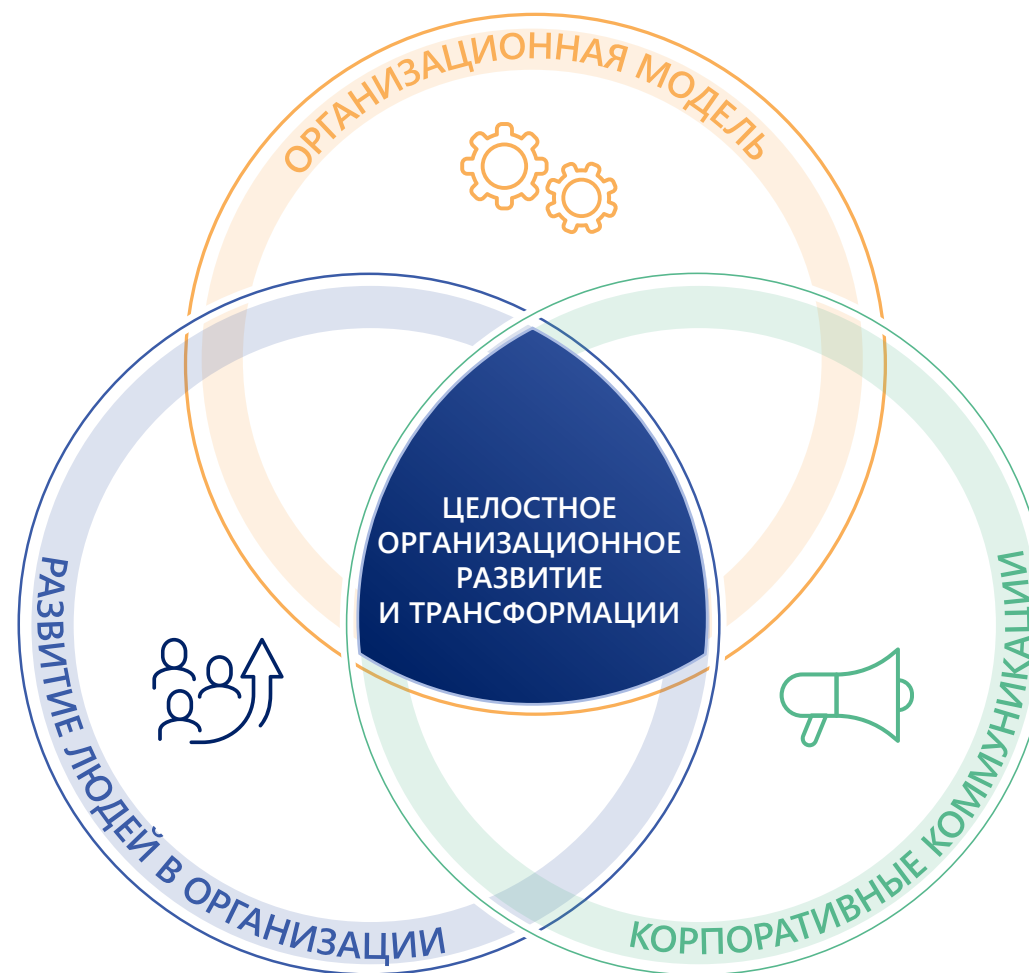 ОРГАНИЗАЦИОННАЯ МОДЕЛЬ
ЦЕЛОСТНОЕ
ОРГАНИЗАЦИОННОЕ
РАЗВИТИЕ
И ТРАНСФОРМАЦИИ
РАЗВИТИЕ ЛЮДЕЙ В ОРГАНИЗАЦИИ
КОРПОРАТИВНЫЕ КОММУНИКАЦИИ